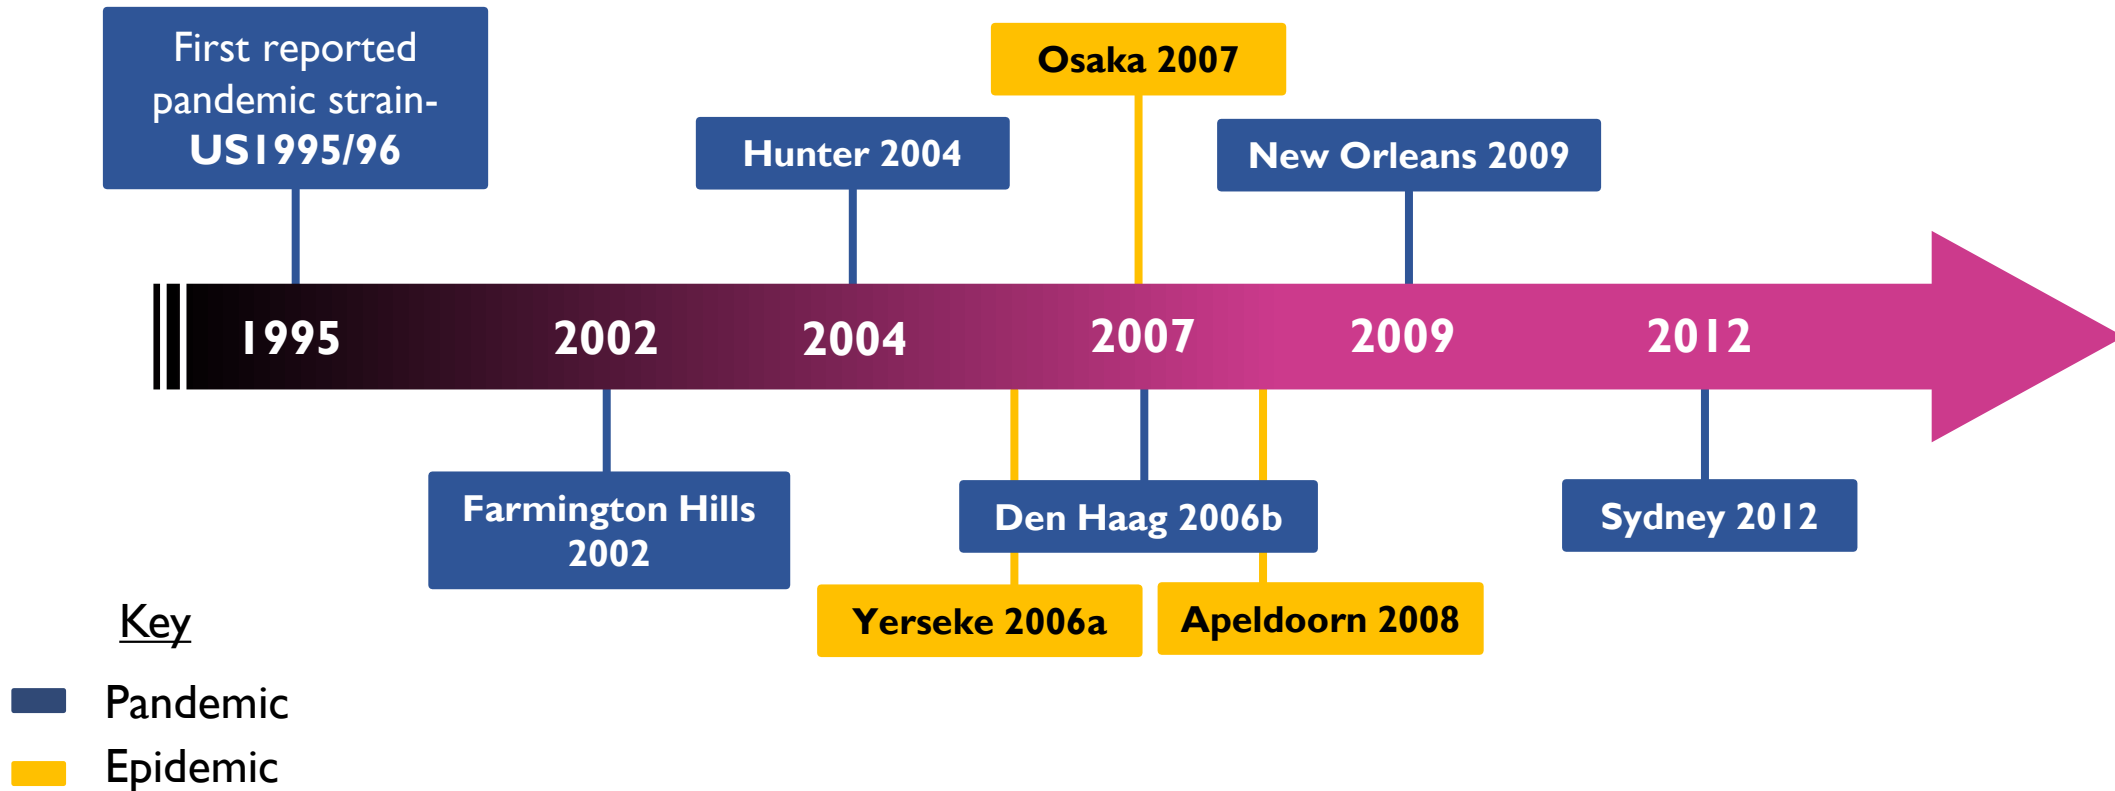 First reported
pandemic strain-
US1995/96
Hunter 2004
Osaka 2007
New Orleans 2009
1995
2002
2004
2007
2009
2012
Farmington Hills
2002
Den Haag 2006b
Sydney 2012
Yerseke 2006a
Apeldoorn 2008
Key
Pandemic
Epidemic